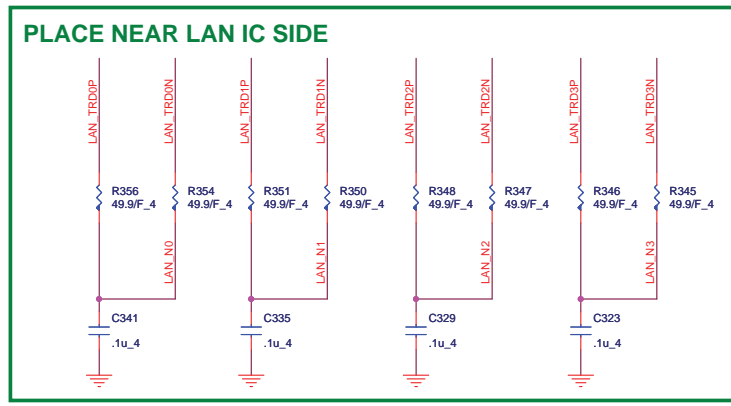 PLACE NEAR LAN IC SIDE
LAN_TRD0P
LAN_TRD0N
LAN_TRD1P
LAN_TRD1N
LAN_TRD2P
LAN_TRD2N
LAN_TRD3P
LAN_TRD3N
R356
49.9/F_4
R354
49.9/F_4
R351
49.9/F_4
R350
49.9/F_4
R348
49.9/F_4
R347
49.9/F_4
R346
49.9/F_4
R345
49.9/F_4
LAN_N0
LAN_N1
LAN_N2
LAN_N3
C341
.1u_4
C335
.1u_4
C329
.1u_4
C323
.1u_4